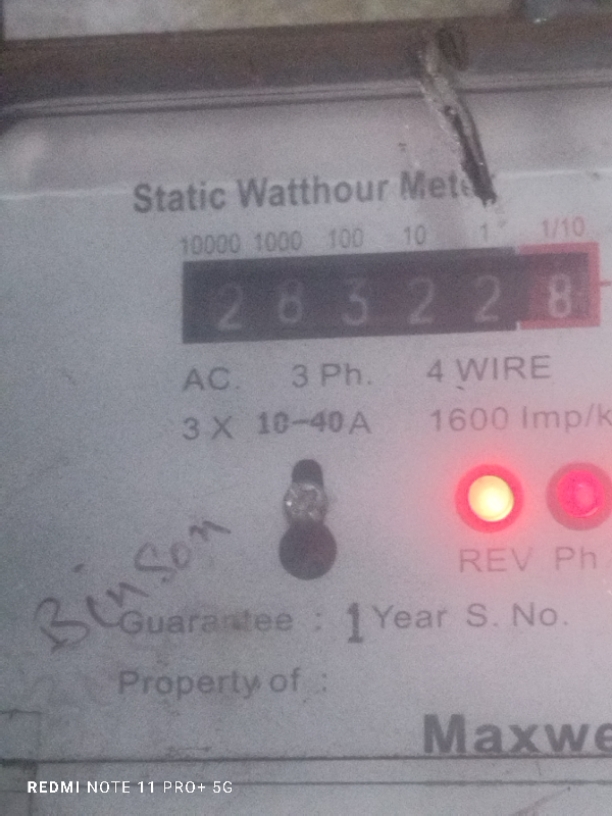 Static Watthour Mete
10000 1000 100 10 1 1/10
2 8 3 2 2 8
AC. 3 Ph. 4 WIRE
3 X 10-40A 1600 Imp/k
REV Ph
Binson
Guarantee : 1 Year S. No.
Property of :
Maxwe
REDMI NOTE 11 PRO+ 5G